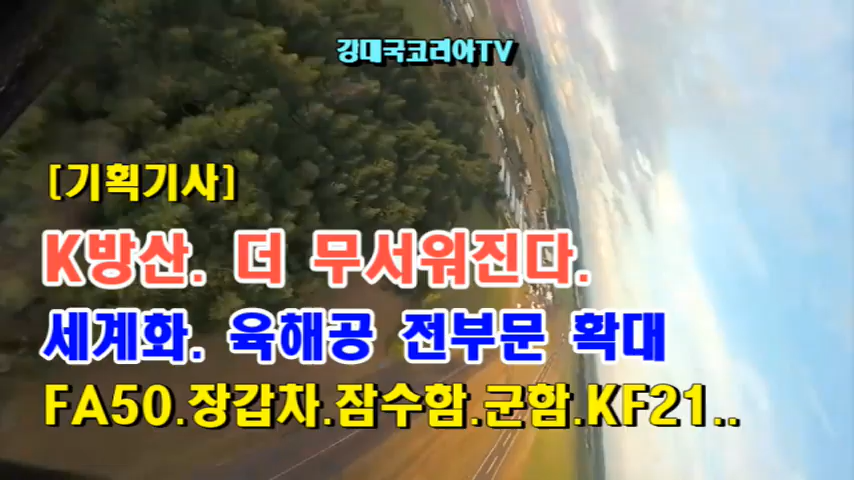 강대국코리아TV
[기획기사]
K방산. 더 무서워진다.
세계화. 육해공 전부문 확대
FA50.장갑차.잠수함.군함.KF21..